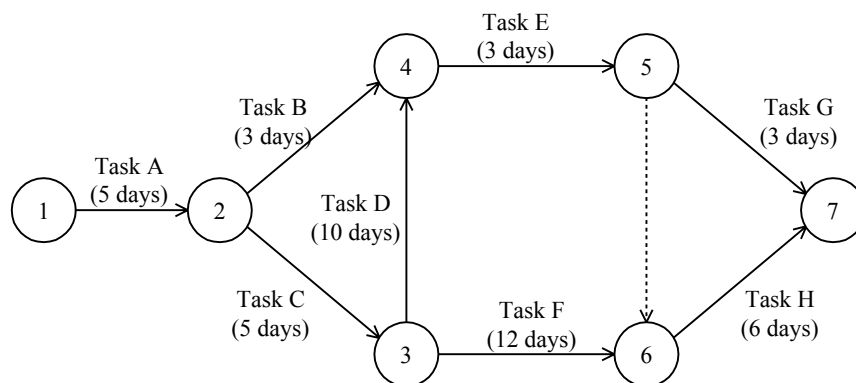 Task E
(3 days)
4
5
Task B
(3 days)
Task G
(3 days)
Task A
(5 days)
1
2
Task D
(10 days)
7
Task C
(5 days)
Task F
(12 days)
Task H
(6 days)
3
6